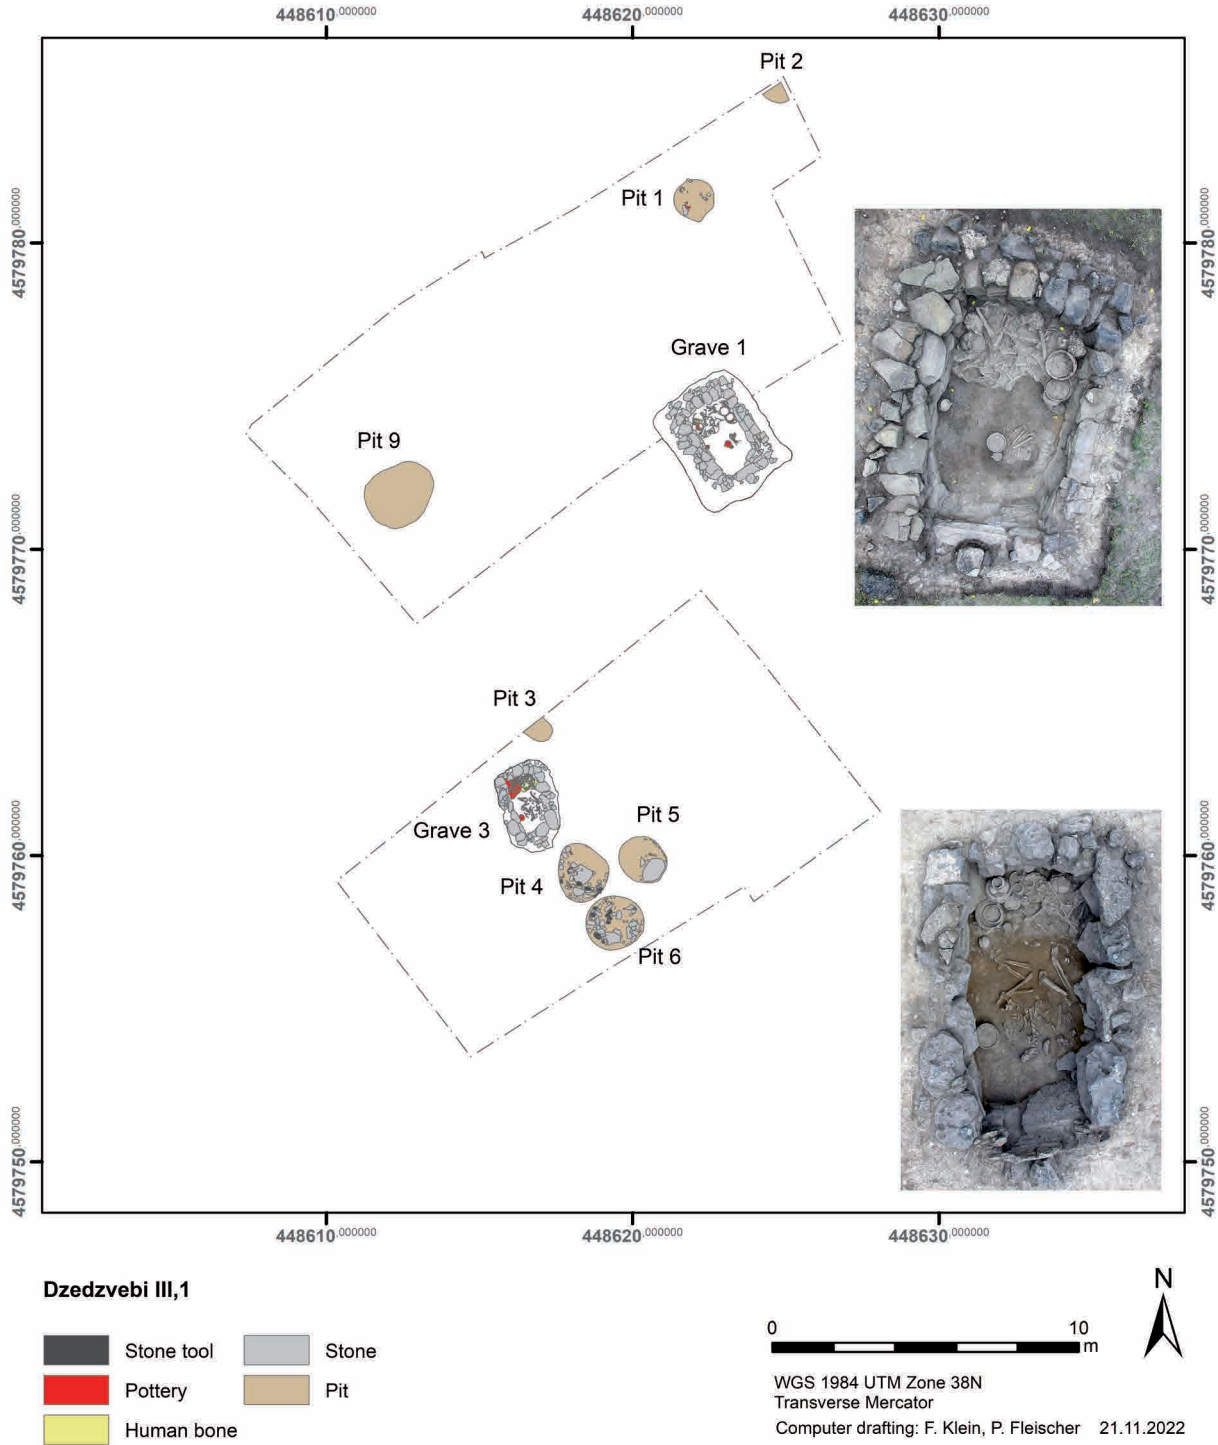 448610,000000 448620,000000 448630,000000
Pit 2
Pit 1
4579780,000000 4579780,000000
Grave 1
Pit 9
4579770,000000 4579770,000000
Pit 3
Pit 5
Grave 3
4579760,000000 4579760,000000
Pit 4
Pit 6
4579750,000000 4579750,000000
448610,000000 448620,000000 448630,000000
Dzedzvebi III,1
Stone tool Stone
Pottery Pit
Human bone
N
0 10
m
WGS 1984 UTM Zone 38N
Transverse Mercator
Computer drafting: F. Klein, P. Fleischer 21.11.2022